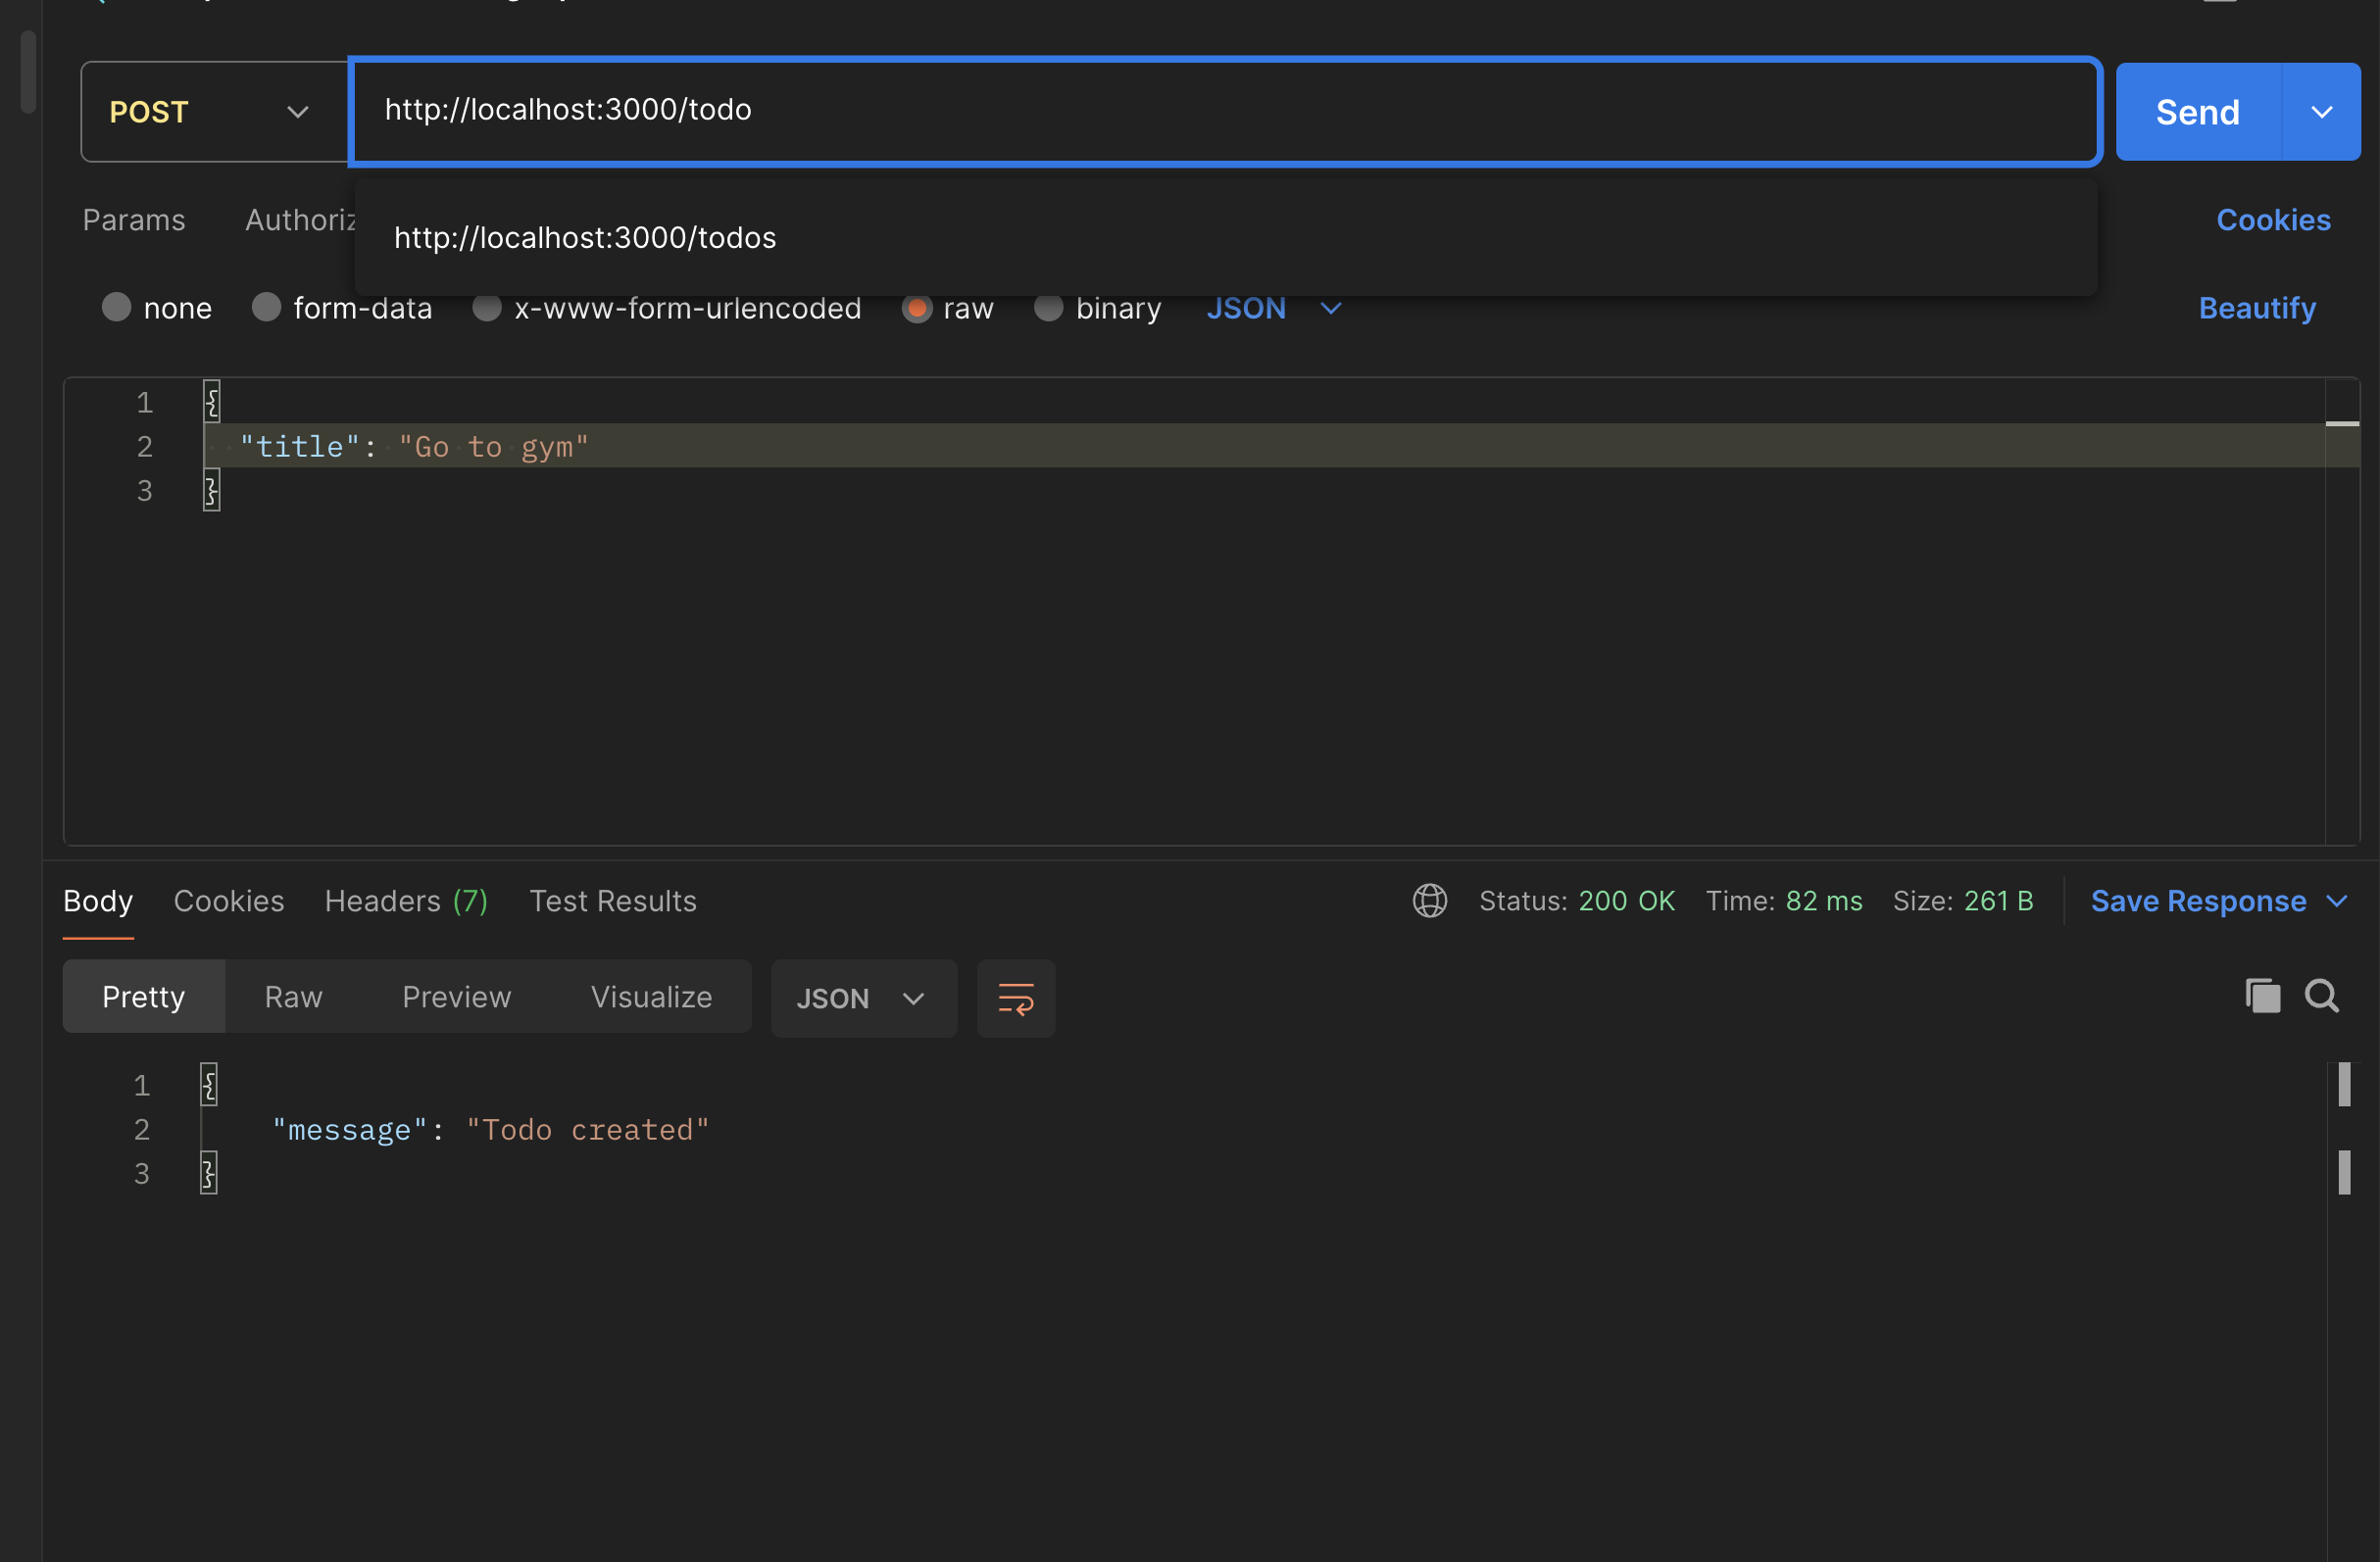 POST
http://localhost:3000/todo
Send
Params
Authoriz
http://localhost:3000/todos
Cookies
none
form-data
x-www-form-urlencoded
raw
binary
JSON
Beautify
1 {
2 "title": "Go to gym"
3 }
Body
Cookies
Headers (7)
Test Results
Status: 200 OK
Time: 82 ms
Size: 261 B
Save Response
Pretty
Raw
Preview
Visualize
JSON
1 {
2 "message": "Todo created"
3 }